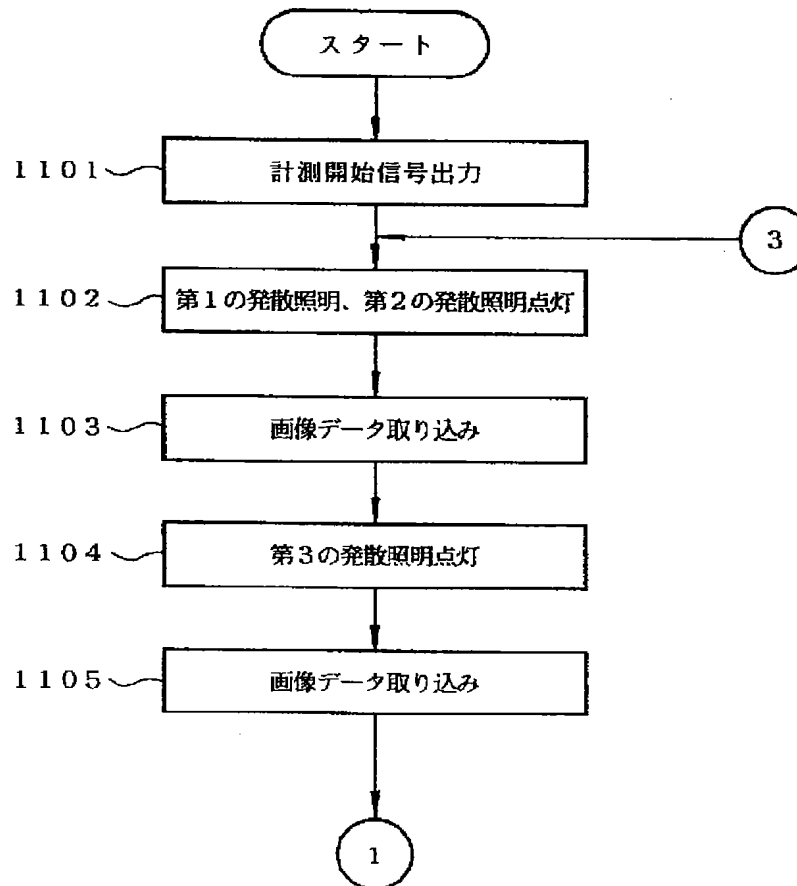 スタート
1101 計測開始信号出力
3
1102 第1の発散照明、第2の発散照明点灯
1103 画像データ取り込み
1104 第3の発散照明点灯
1105 画像データ取り込み
1